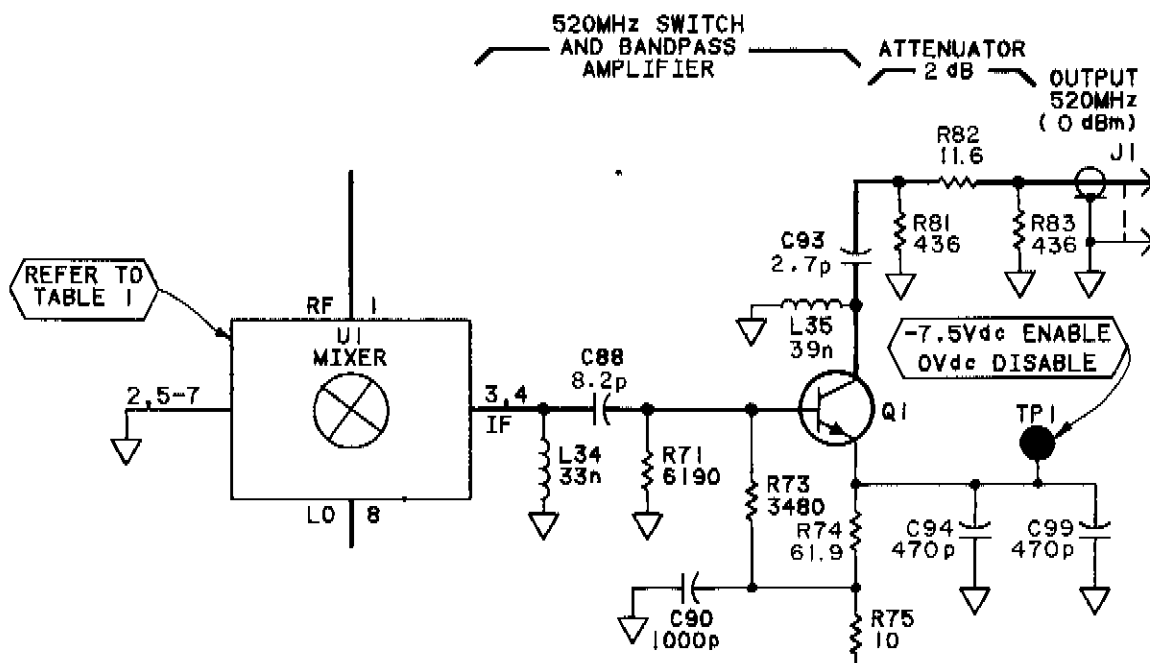 520MHz SWITCH
AND BANDPASS
AMPLIFIER
ATTENUATOR
2 dB
OUTPUT
520MHz
(0 dBm)
J1
R82
11.6
R81
436
R83
436
C93
2.7p
L35
39n
REFER TO
TABLE 1
RF 1
U1
MIXER
2,5-7
3,4
IF
LO 8
C88
8.2p
L34
33n
R71
6190
Q1
-7.5Vdc ENABLE
0Vdc DISABLE
TP1
R73
3480
R74
61.9
C94
470p
C99
470p
C90
1000p
R75
10